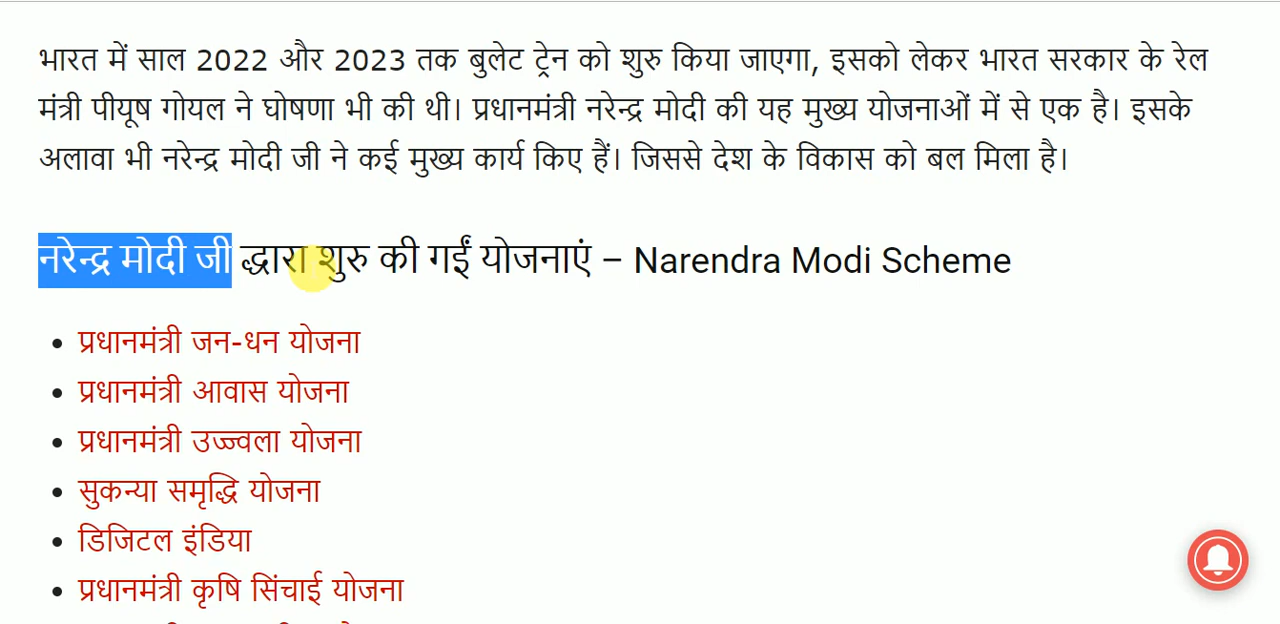 भारत में साल 2022 और 2023 तक बुलेट ट्रेन को शुरु किया जाएगा, इसको लेकर भारत सरकार के रेल
मंत्री पीयूष गोयल ने घोषणा भी की थी। प्रधानमंत्री नरेन्द्र मोदी की यह मुख्य योजनाओं में से एक है। इसके
अलावा भी नरेन्द्र मोदी जी ने कई मुख्य कार्य किए हैं। जिससे देश के विकास को बल मिला है।
नरेन्द्र मोदी जी द्धारा शुरु की गईं योजनाएं – Narendra Modi Scheme
• प्रधानमंत्री जन-धन योजना
• प्रधानमंत्री आवास योजना
• प्रधानमंत्री उज्ज्वला योजना
• सुकन्या समृद्धि योजना
• डिजिटल इंडिया
• प्रधानमंत्री कृषि सिंचाई योजना